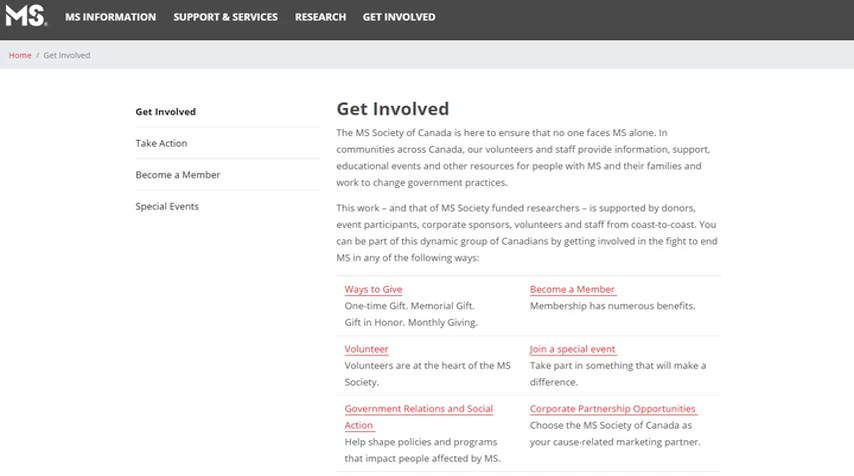 MS
MS INFORMATION
SUPPORT & SERVICES
RESEARCH
GET INVOLVED
Home / Get Involved
Get Involved
Take Action
Become a Member
Special Events
Get Involved
The MS Society of Canada is here to ensure that no one faces MS alone. In
communities across Canada, our volunteers and staff provide information, support,
educational events and other resources for people with MS and their families and
work to change government practices.
This work – and that of MS Society funded researchers – is supported by donors,
event participants, corporate sponsors, volunteers and staff from coast-to-coast. You
can be part of this dynamic group of Canadians by getting involved in the fight to end
MS in any of the following ways:
Ways to Give
One-time Gift. Memorial Gift.
Gift in Honor. Monthly Giving.
Become a Member
Membership has numerous benefits.
Volunteer
Volunteers are at the heart of the MS
Society.
Join a special event
Take part in something that will make a
difference.
Government Relations and Social
Action
Help shape policies and programs
that impact people affected by MS.
Corporate Partnership Opportunities
Choose the MS Society of Canada as
your cause-related marketing partner.